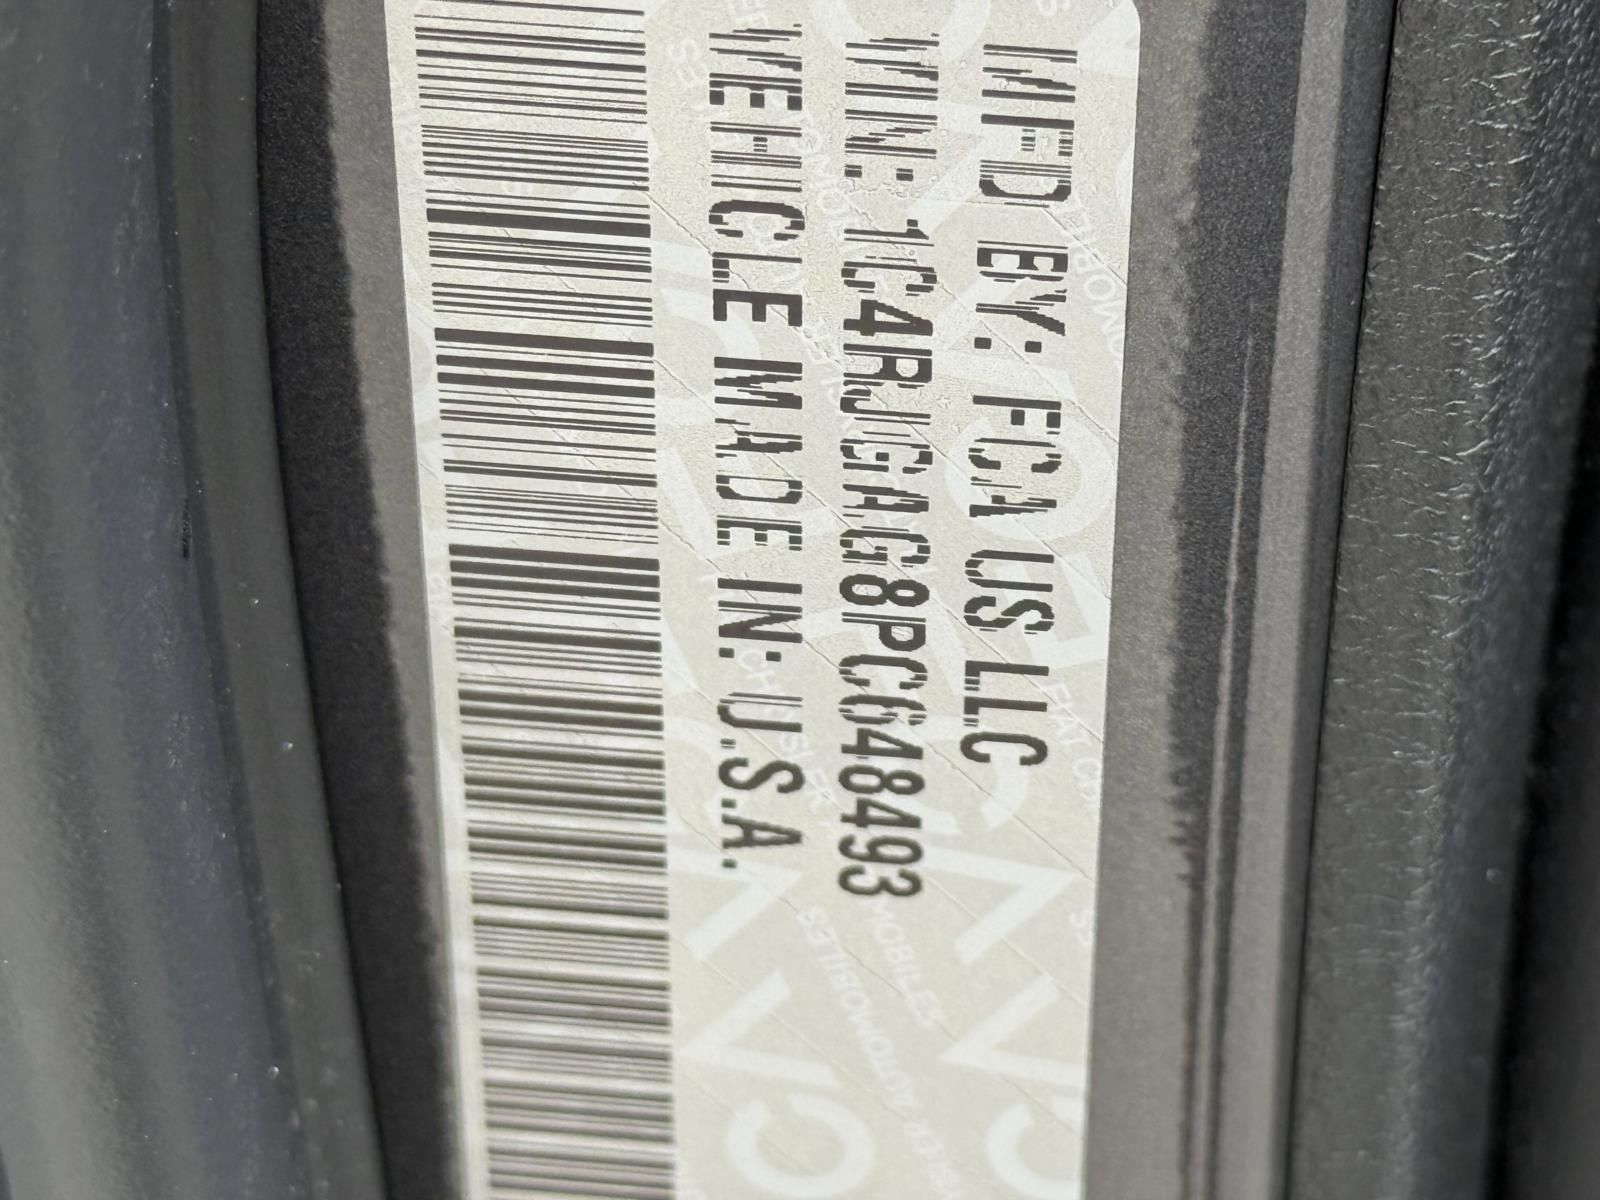 MFD BY: FCA US LLC
VIN: 1C4RJGAG8PC648493
VEHICLE MADE IN: U.S.A.